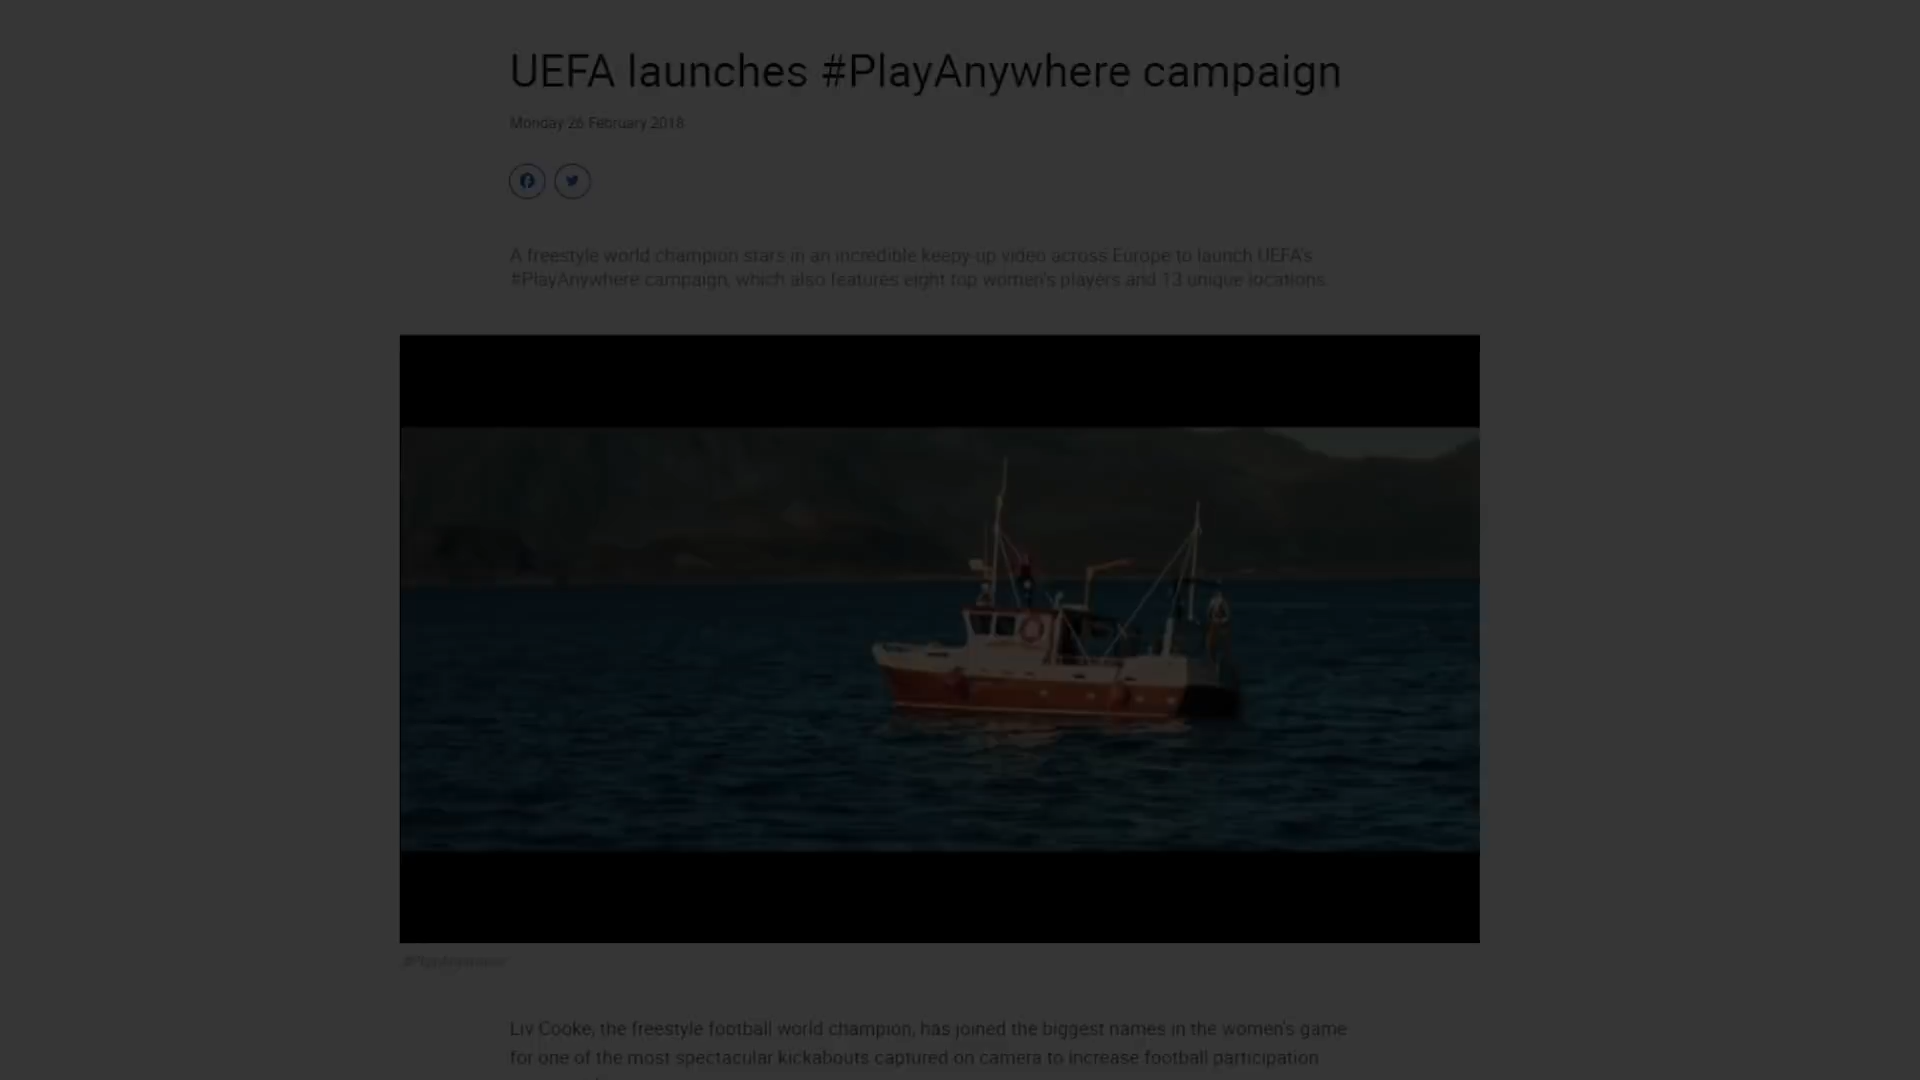 UEFA launches #PlayAnywhere campaign
Monday 26 February 2018
A freestyle world champion stars in an incredible keepy-up video across Europe to launch UEFA's
#PlayAnywhere campaign, which also features eight top women's players and 13 unique locations.
#PlayAnywhere
Liv Cooke, the freestyle football world champion, has joined the biggest names in the women's game
for one of the most spectacular kickabouts captured on camera to increase football participation